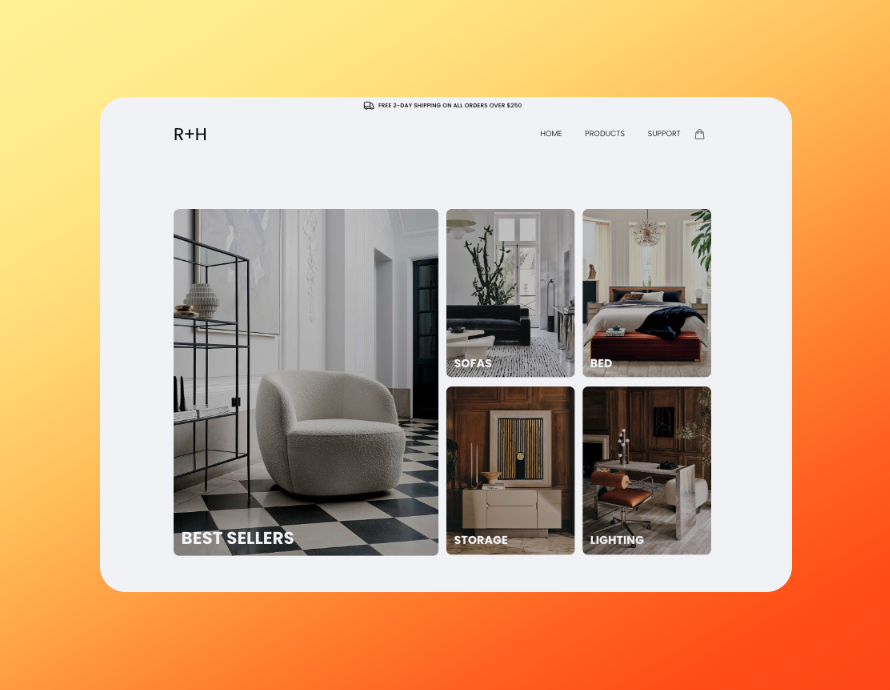 FREE 2-DAY SHIPPING ON ALL ORDERS OVER $250
R+H
HOME PRODUCTS SUPPORT
BEST SELLERS
SOFAS
BED
STORAGE
LIGHTING